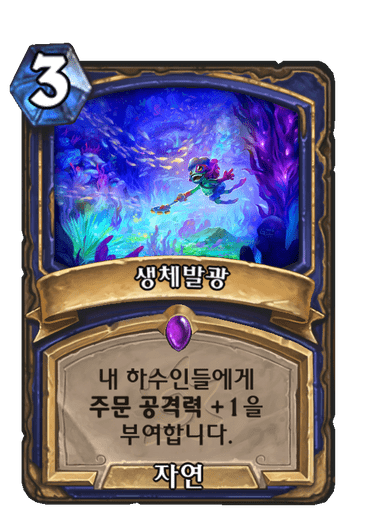 3
생체발광
내 하수인들에게
주문 공격력 +1을
부여합니다.
자연